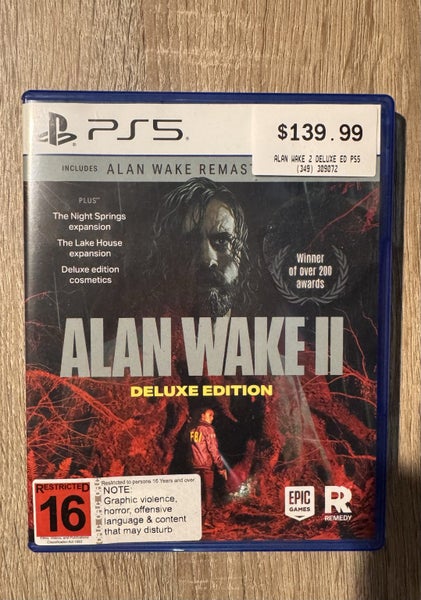 PS5
$139.99
ALAN WAKE 2 DELUXE ED PS5
(349) 309072
INCLUDES ALAN WAKE REMAS
PLUS
The Night Springs
expansion
The Lake House
expansion
Deluxe edition
cosmetics
Winner
of over 200
awards
ALAN WAKE II
DELUXE EDITION
FBI
RESTRICTED
16
Restricted to persons 16 Years and over
NOTE:
Graphic violence,
horror, offensive
language & content
that may disturb
EPIC
GAMES
R
REMEDY